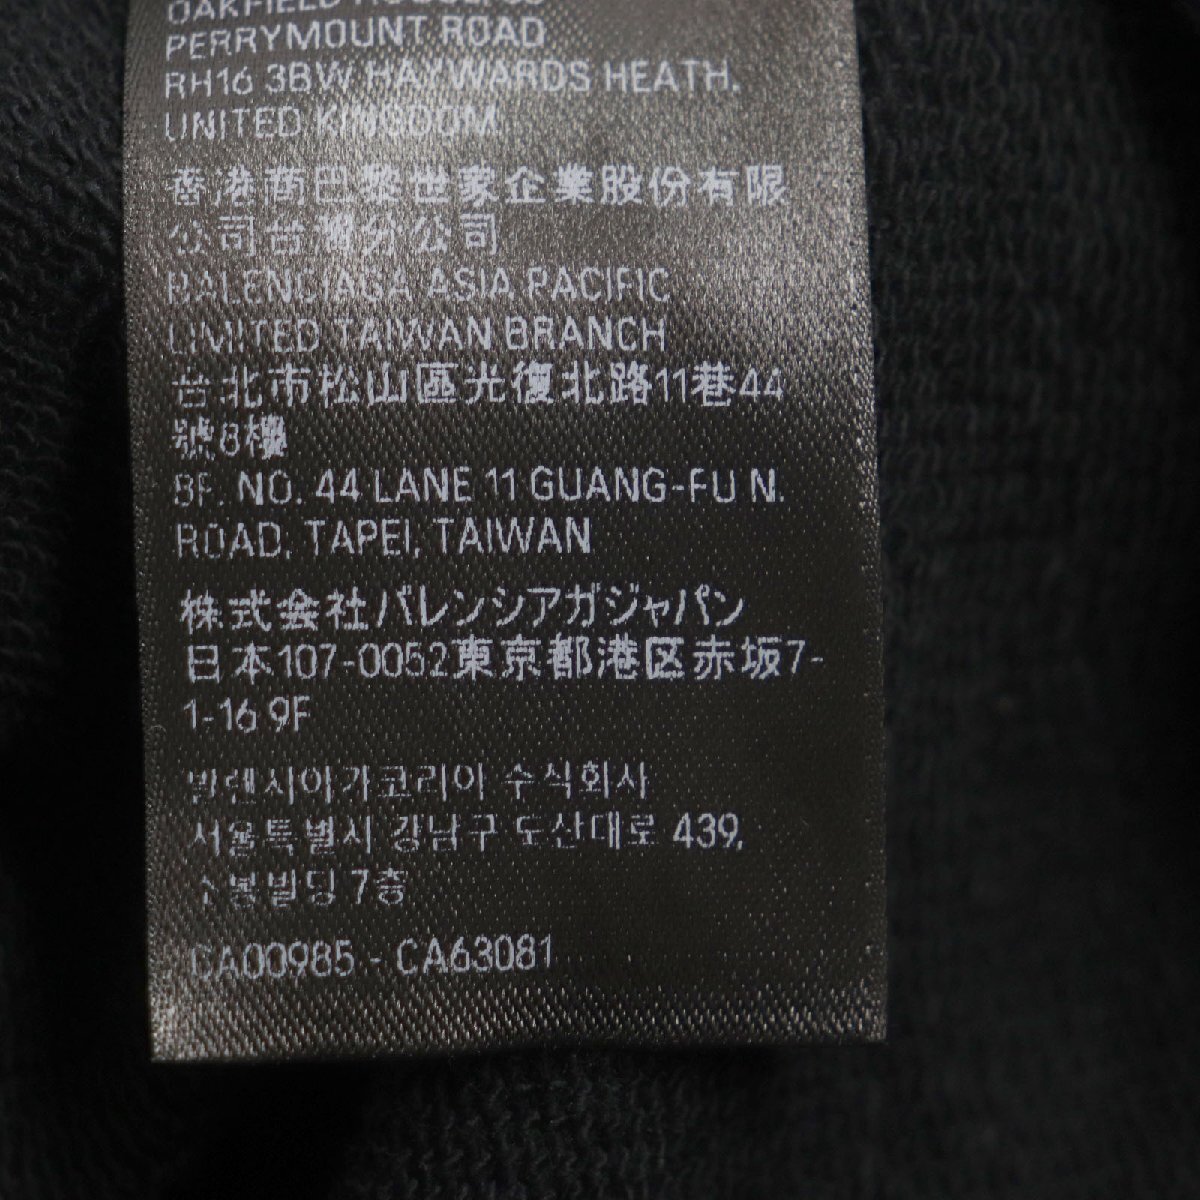 PERRYMOUNT ROAD
RH16 3BW HAYWARDS HEATH,
UNITED KINGDOM
香港商巴黎世家企業股份有限
公司台灣分公司
BALENCIAGA ASIA PACIFIC
LIMITED TAIWAN BRANCH
台北市松山區光復北路11巷44
號8樓
8F. NO. 44 LANE 11 GUANG-FU N.
ROAD, TAPEI, TAIWAN
株式会社バレンシアガジャパン
日本107-0052東京都港区赤坂7-
1-16 9F
발렌시아가코리아 주식회사
서울특별시 강남구 도산대로 439,
7층
CA00985 - CA63081